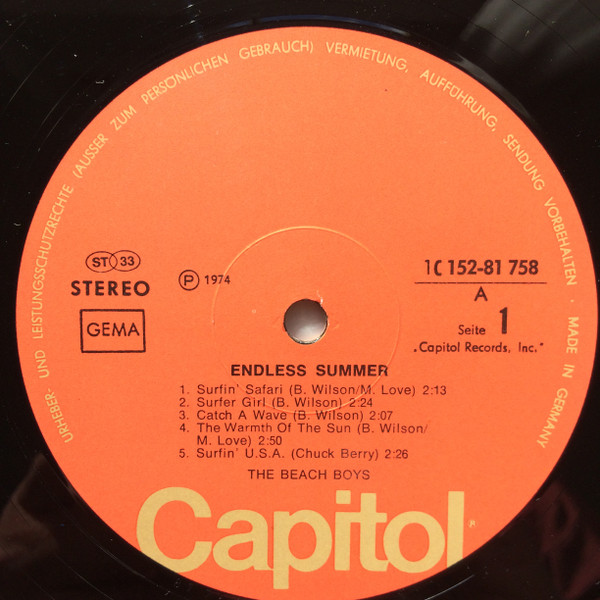 URHEBER- UND LEISTUNGSSCHUTZRECHTE (AUSSER ZUM PERSÖNLICHEN GEBRAUCH) VERMIETUNG, AUFFÜHRUNG, SENDUNG VORBEHALTEN · MADE IN GERMANY
ST 33
STEREO
GEMA
Ⓟ 1974
1C 152-81 758
A
Seite 1
.Capitol Records, Inc.*
ENDLESS SUMMER
1. Surfin' Safari (B. Wilson/M. Love) 2:13
2. Surfer Girl (B. Wilson) 2:24
3. Catch A Wave (B. Wilson) 2:07
4. The Warmth Of The Sun (B. Wilson/
M. Love) 2:50
5. Surfin' U.S.A. (Chuck Berry) 2:26
THE BEACH BOYS
Capitol®